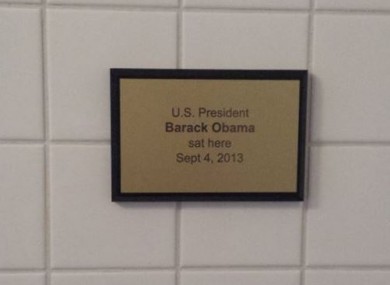 U.S. President
Barack Obama
sat here
Sept 4, 2013